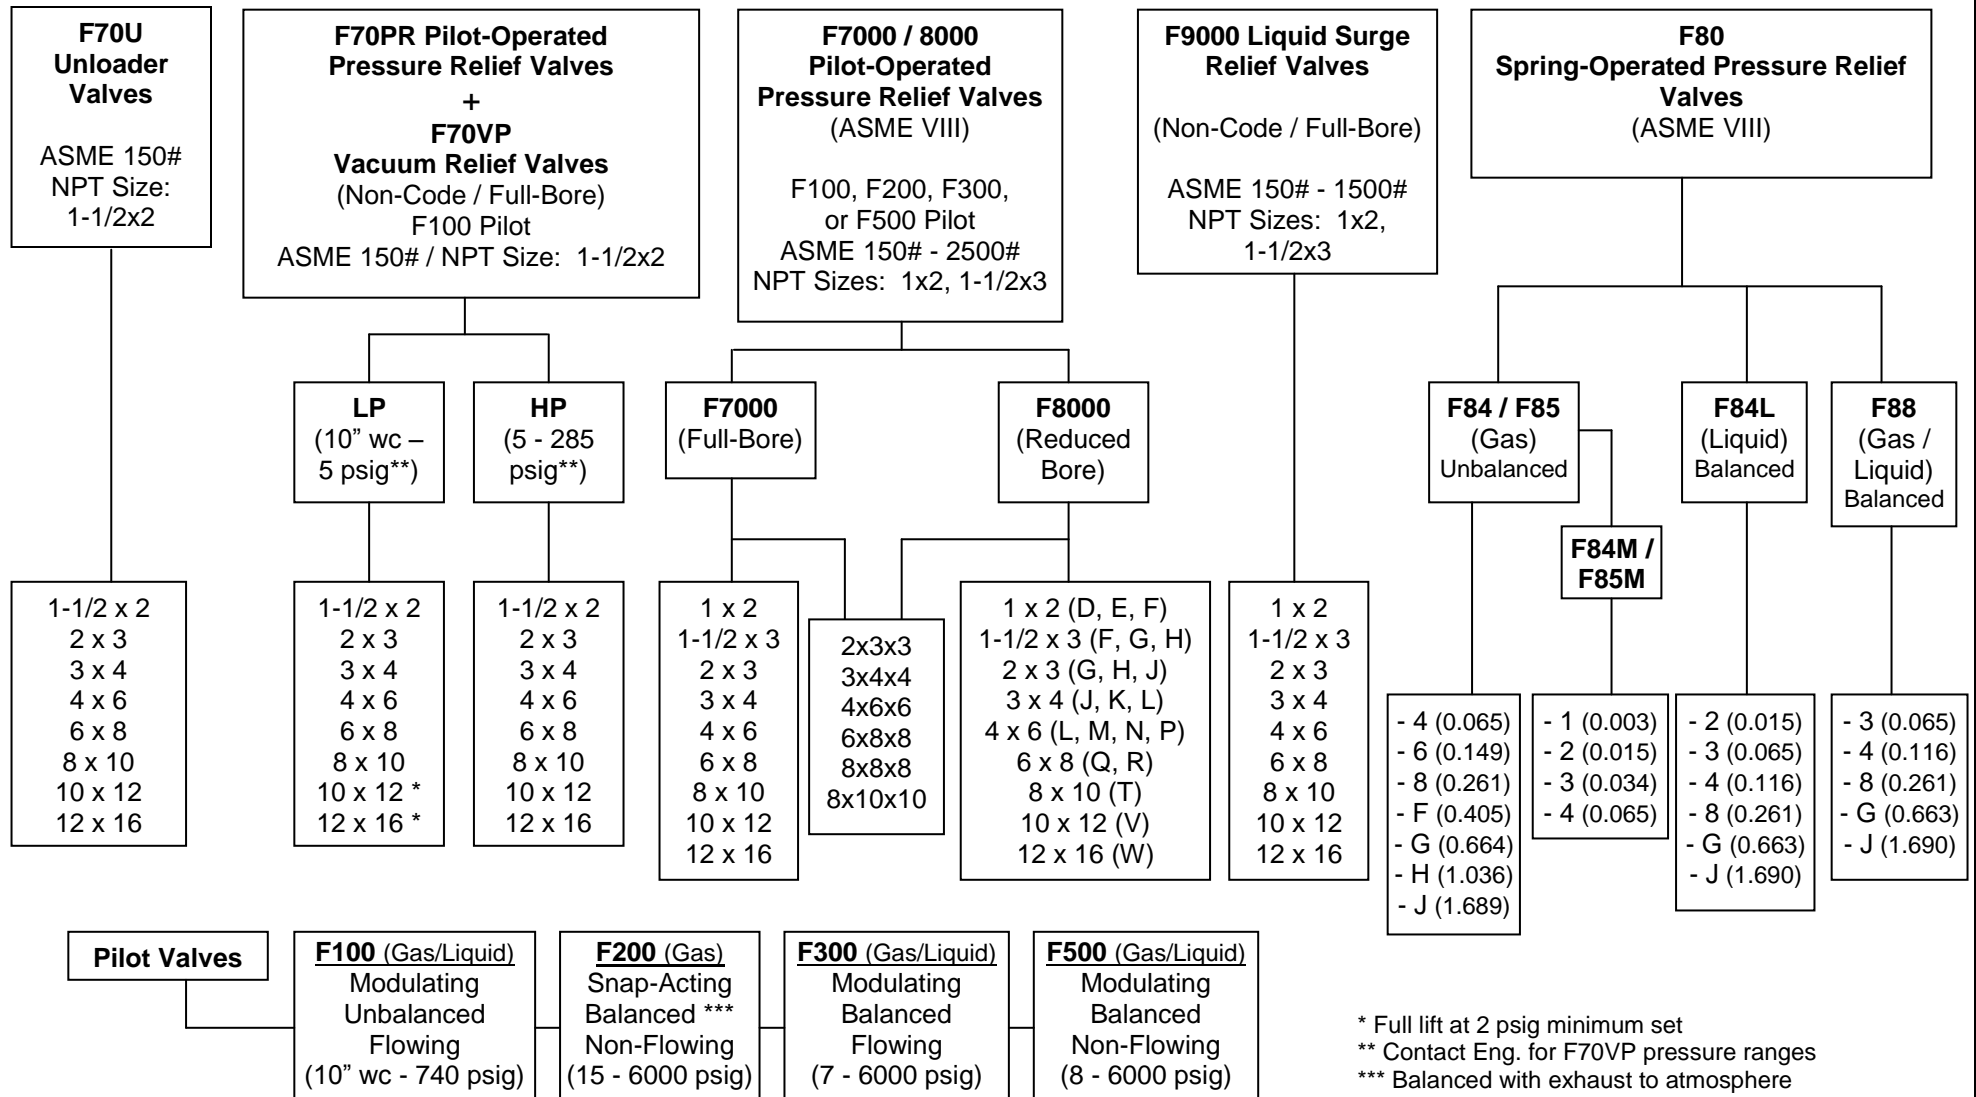 F70U
Unloader
Valves
ASME 150#
NPT Size:
1-1/2x2
F70PR Pilot-Operated
Pressure Relief Valves
+
F70VP
Vacuum Relief Valves
(Non-Code / Full-Bore)
F100 Pilot
ASME 150# / NPT Size: 1-1/2x2
F7000 / 8000
Pilot-Operated
Pressure Relief Valves
(ASME VIII)
F100, F200, F300,
or F500 Pilot
ASME 150# - 2500#
NPT Sizes: 1x2, 1-1/2x3
F9000 Liquid Surge
Relief Valves
(Non-Code / Full-Bore)
ASME 150# - 1500#
NPT Sizes: 1x2,
1-1/2x3
F80
Spring-Operated Pressure Relief
Valves
(ASME VIII)
LP
(10” wc –
5 psig**)
HP
(5 - 285
psig**)
F7000
(Full-Bore)
F8000
(Reduced
Bore)
F84 / F85
(Gas)
Unbalanced
F84L
(Liquid)
Balanced
F88
(Gas /
Liquid)
Balanced
F84M /
F85M
1-1/2 x 2
2 x 3
3 x 4
4 x 6
6 x 8
8 x 10
10 x 12
12 x 16
1-1/2 x 2
2 x 3
3 x 4
4 x 6
6 x 8
8 x 10
10 x 12 *
12 x 16 *
1-1/2 x 2
2 x 3
3 x 4
4 x 6
6 x 8
8 x 10
10 x 12
12 x 16
1 x 2
1-1/2 x 3
2 x 3
3 x 4
4 x 6
6 x 8
8 x 10
10 x 12
12 x 16
2x3x3
3x4x4
4x6x6
6x8x8
8x8x8
8x10x10
1 x 2 (D, E, F)
1-1/2 x 3 (F, G, H)
2 x 3 (G, H, J)
3 x 4 (J, K, L)
4 x 6 (L, M, N, P)
6 x 8 (Q, R)
8 x 10 (T)
10 x 12 (V)
12 x 16 (W)
1 x 2
1-1/2 x 3
2 x 3
3 x 4
4 x 6
6 x 8
8 x 10
10 x 12
12 x 16
- 4 (0.065)
- 6 (0.149)
- 8 (0.261)
- F (0.405)
- G (0.664)
- H (1.036)
- J (1.689)
- 1 (0.003)
- 2 (0.015)
- 3 (0.034)
- 4 (0.065)
- 2 (0.015)
- 3 (0.065)
- 4 (0.116)
- 8 (0.261)
- G (0.663)
- J (1.690)
- 3 (0.065)
- 4 (0.116)
- 8 (0.261)
- G (0.663)
- J (1.690)
Pilot Valves
F100 (Gas/Liquid)
Modulating
Unbalanced
Flowing
(10” wc - 740 psig)
F200 (Gas)
Snap-Acting
Balanced ***
Non-Flowing
(15 - 6000 psig)
F300 (Gas/Liquid)
Modulating
Balanced
Flowing
(7 - 6000 psig)
F500 (Gas/Liquid)
Modulating
Balanced
Non-Flowing
(8 - 6000 psig)
* Full lift at 2 psig minimum set
** Contact Eng. for F70VP pressure ranges
*** Balanced with exhaust to atmosphere